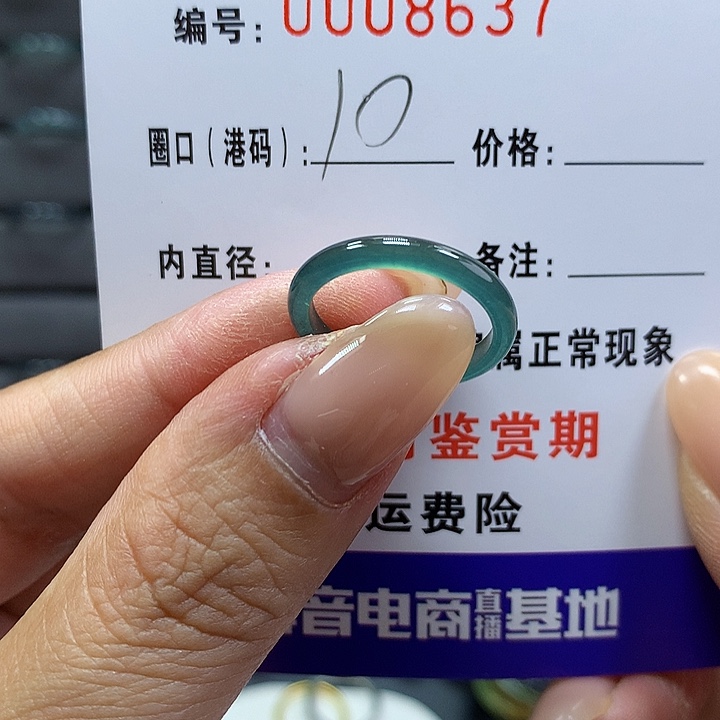 编号: 0008637
圈口(港码): 10 价格:
内直径: 备注:
属正常现象
鉴赏期
运费险
音电商直播基地